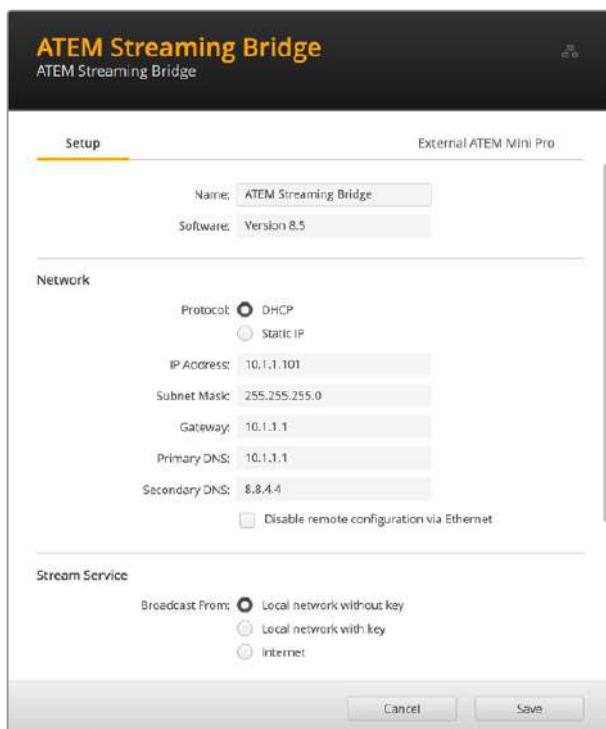 ATEM Streaming Bridge
ATEM Streaming Bridge
Setup External ATEM Mini Pro
Name: ATEM Streaming Bridge
Software: Version 8.5
Network
Protocol: DHCP
Static IP
IP Address: 10.1.1.101
Subnet Mask: 255.255.255.0
Gateway: 10.1.1.1
Primary DNS: 10.1.1.1
Secondary DNS: 8.8.4.4
Disable remote configuration via Ethernet
Stream Service
Broadcast From: Local network without key
Local network with key
Internet
Cancel Save